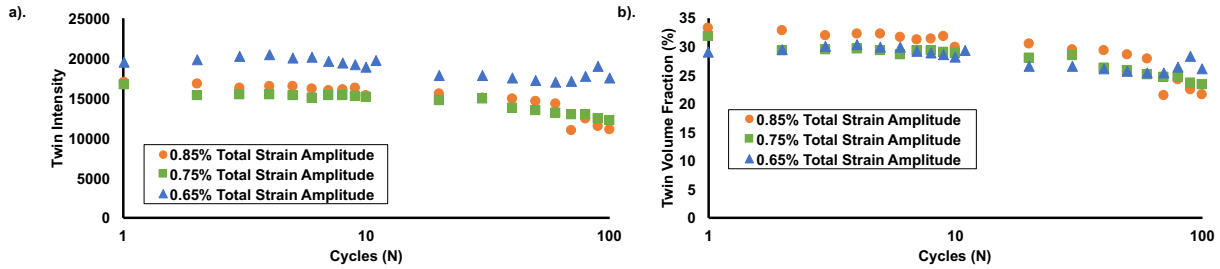 a).
25000
20000
15000
10000
5000
0
Twin Intensity
0.85% Total Strain Amplitude
0.75% Total Strain Amplitude
0.65% Total Strain Amplitude
1
10
100
Cycles (N)
b).
35
30
25
20
15
10
5
0
Twin Volume Fraction (%)
0.85% Total Strain Amplitude
0.75% Total Strain Amplitude
0.65% Total Strain Amplitude
1
10
100
Cycles (N)